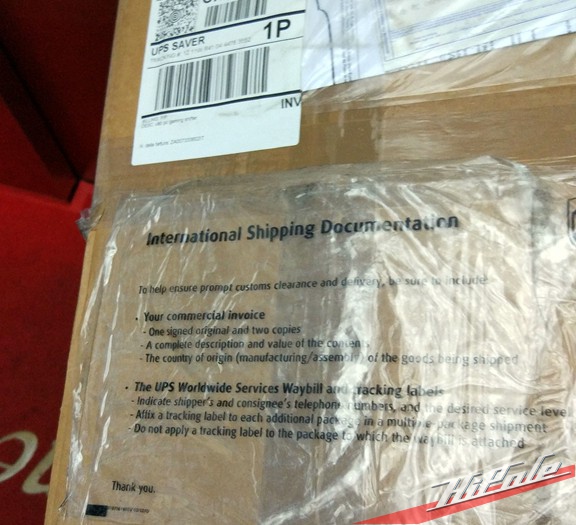 UPS SAVER
1P
INV
International Shipping Documentation
To help ensure prompt customs clearance and delivery, be sure to include:
• Your commercial invoice
- One signed original and two copies
- A complete description and value of the contents
- The country of origin (manufacturing/assembly) of the goods being shipped
• The UPS Worldwide Services Waybill and tracking labels
- Indicate shipper's and consignee's telephone numbers, and the desired service level
- Affix a tracking label to each additional package in a multiple-package shipment
- Do not apply a tracking label to the package to which the waybill is attached
Thank you.